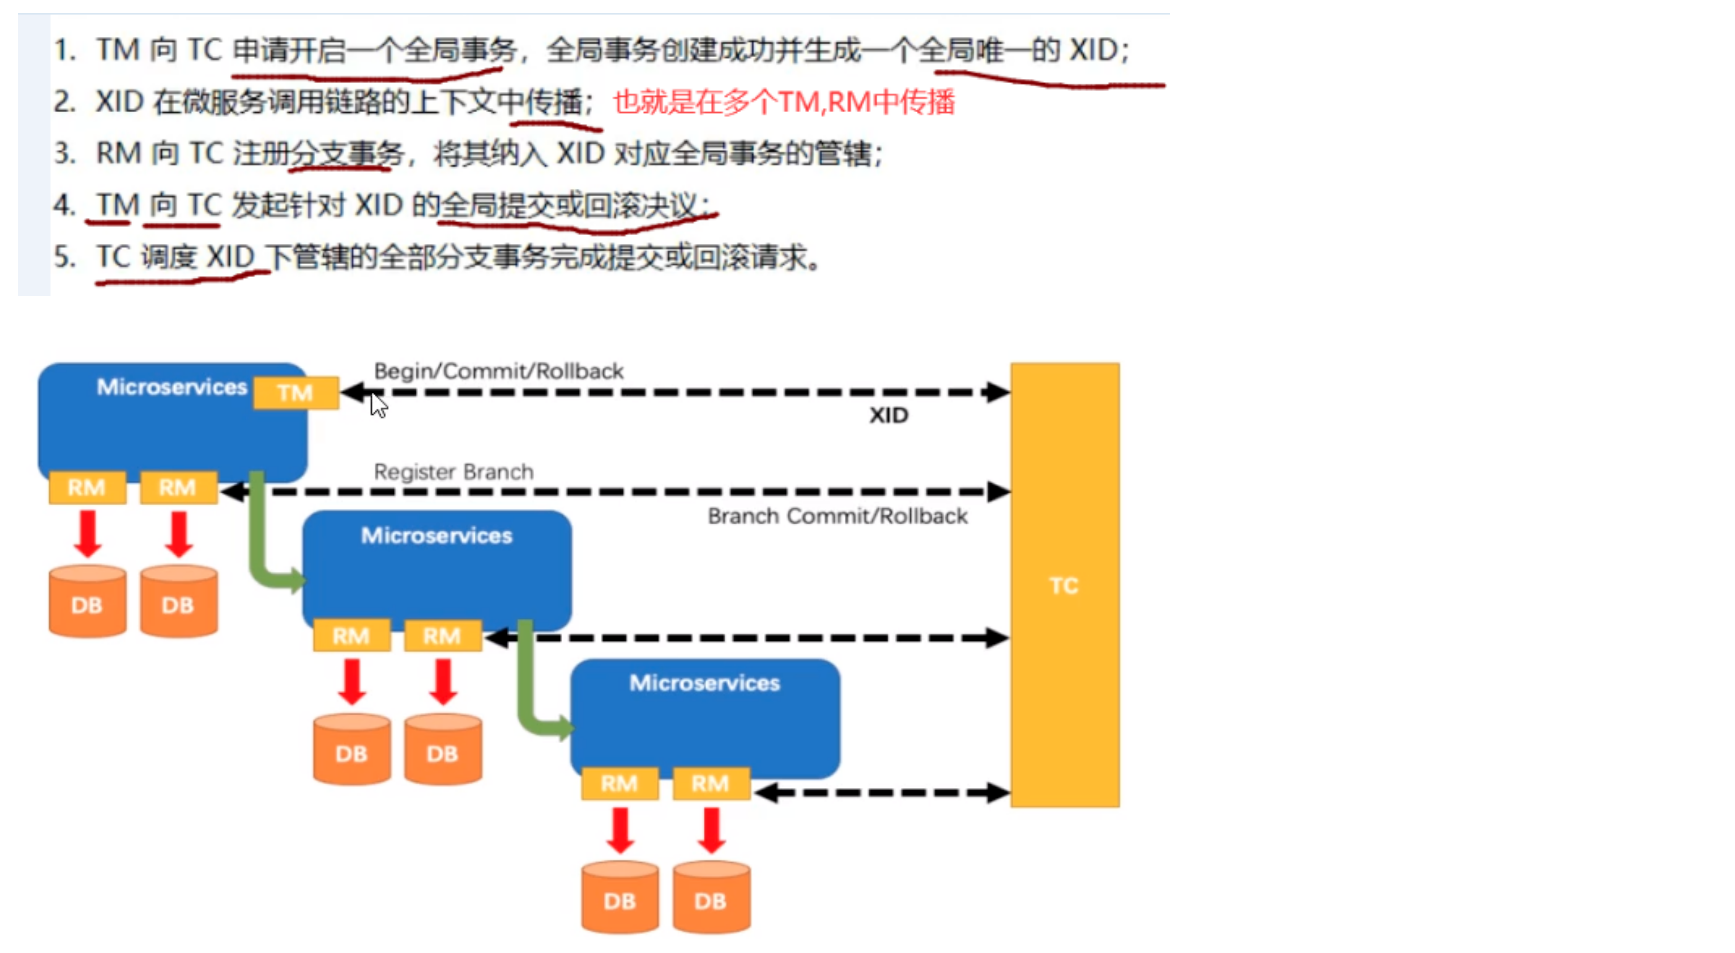 1. TM 向 TC 申请开启一个全局事务，全局事务创建成功并生成一个全局唯一的 XID；
2. XID 在微服务调用链路的上下文中传播； 也就是在多个TM,RM中传播
3. RM 向 TC 注册分支事务，将其纳入 XID 对应全局事务的管辖；
4. TM 向 TC 发起针对 XID 的全局提交或回滚决议；
5. TC 调度 XID 下管辖的全部分支事务完成提交或回滚请求。
Begin/Commit/Rollback
Microservices
TM
XID
Register Branch
RM
RM
Branch Commit/Rollback
Microservices
TC
DB
DB
RM
RM
Microservices
DB
DB
RM
RM
DB
DB